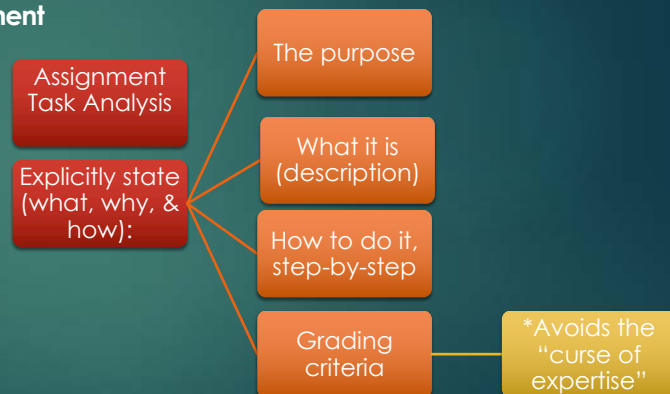 Assignment
Task Analysis
Explicitly state
(what, why, &
how):
The purpose
What it is
(description)
How to do it,
step-by-step
Grading
criteria
*Avoids the
“curse of
expertise”